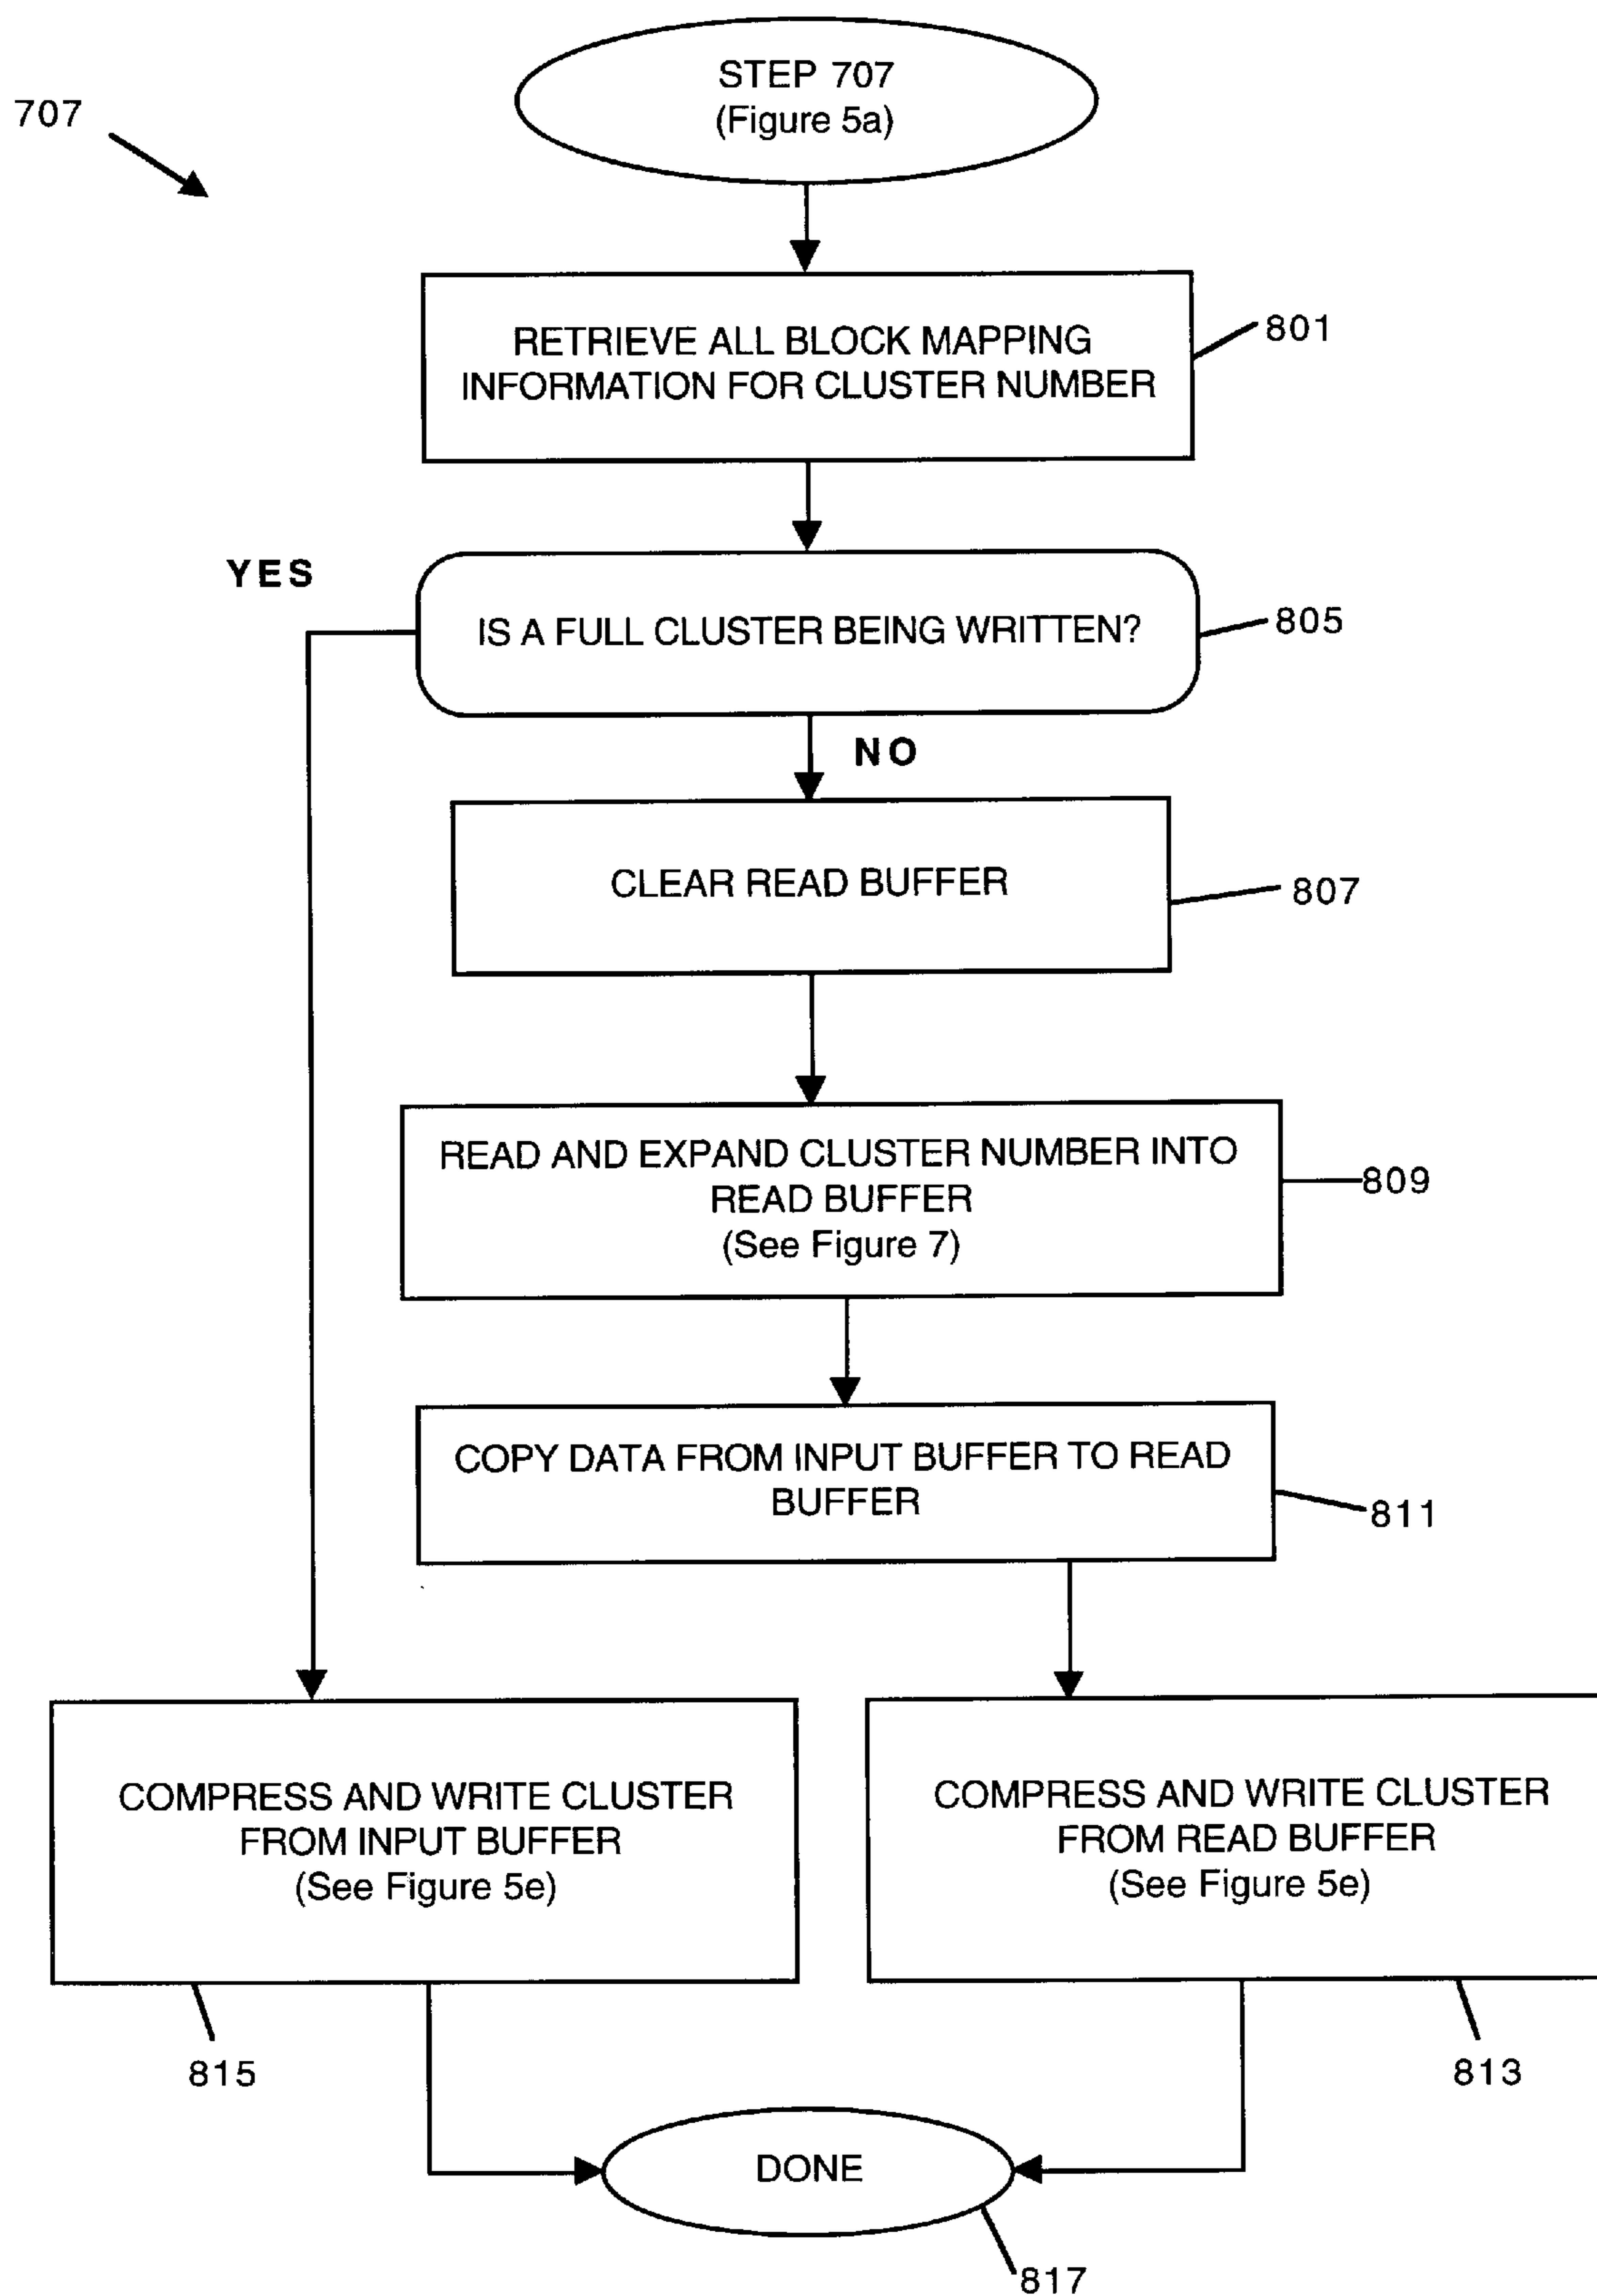 STEP 707
(Figure 5a)
707
RETRIEVE ALL BLOCK MAPPING
INFORMATION FOR CLUSTER NUMBER
801
YES
IS A FULL CLUSTER BEING WRITTEN?
805
NO
CLEAR READ BUFFER
807
READ AND EXPAND CLUSTER NUMBER INTO
READ BUFFER
(See Figure 7)
809
COPY DATA FROM INPUT BUFFER TO READ
BUFFER
811
COMPRESS AND WRITE CLUSTER
FROM INPUT BUFFER
(See Figure 5e)
815
COMPRESS AND WRITE CLUSTER
FROM READ BUFFER
(See Figure 5e)
813
DONE
817